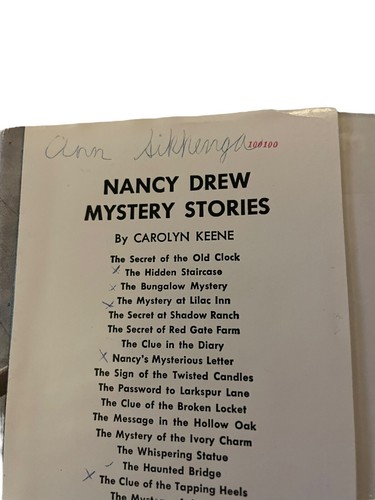 Ann Sikkenga 100100
NANCY DREW
MYSTERY STORIES
By CAROLYN KEENE
The Secret of the Old Clock
x The Hidden Staircase
x The Bungalow Mystery
x The Mystery at Lilac Inn
The Secret at Shadow Ranch
The Secret of Red Gate Farm
The Clue in the Diary
x Nancy's Mysterious Letter
The Sign of the Twisted Candles
The Password to Larkspur Lane
The Clue of the Broken Locket
The Message in the Hollow Oak
The Mystery of the Ivory Charm
The Whispering Statue
The Haunted Bridge
x The Clue of the Tapping Heels